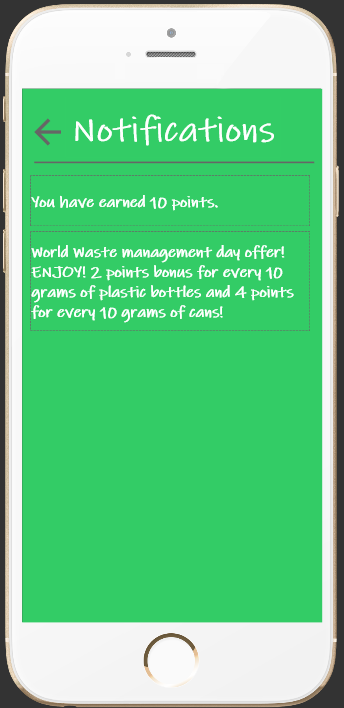 Notifications
You have earned 10 points.
World Waste management day offer!
ENJOY! 2 points bonus for every 10
grams of plastic bottles and 4 points
for every 10 grams of cans!